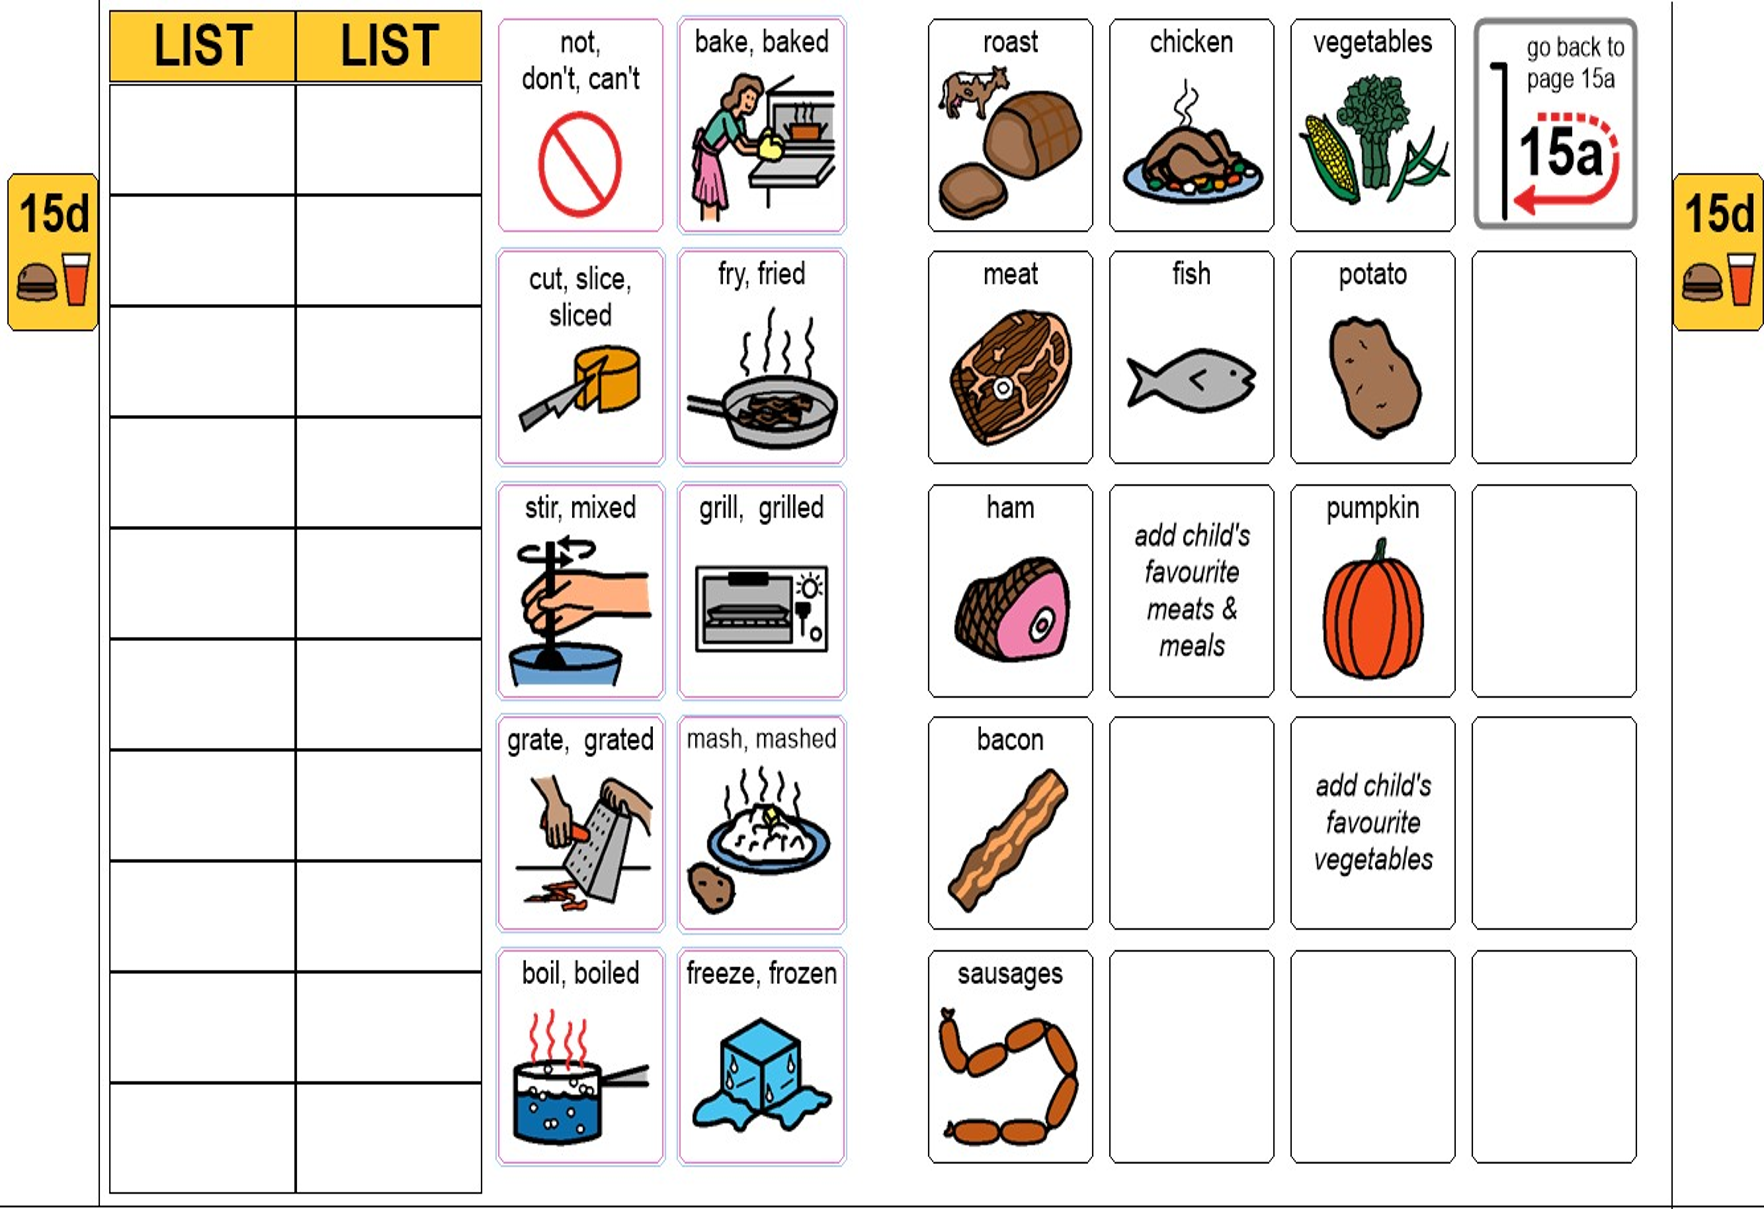 LIST
LIST
15d
not,
don't, can't
bake, baked
cut, slice,
sliced
fry, fried
stir, mixed
grill,  grilled
grate,  grated
mash, mashed
boil, boiled
freeze, frozen
roast
chicken
vegetables
go back to
page 15a
15a
meat
fish
potato
ham
add child's
favourite
meats &
meals
pumpkin
bacon
add child's
favourite
vegetables
sausages
15d